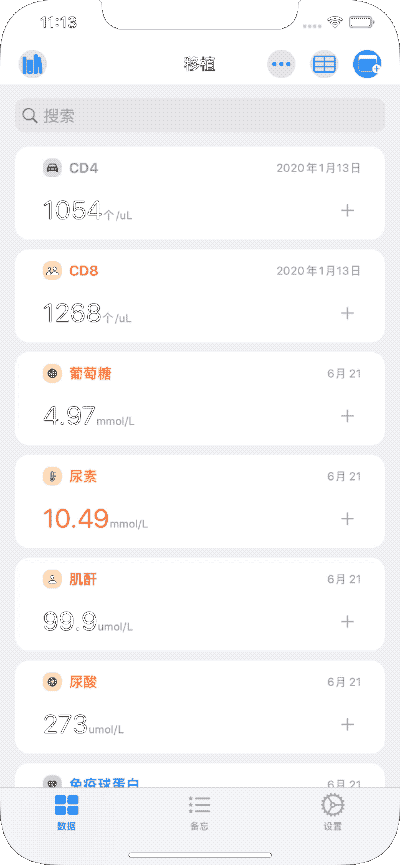 11:13
移植
搜索
CD4 2020年1月13日
1054个/uL
CD8 2020年1月13日
1268个/uL
葡萄糖 6月 21
4.97mmol/L
尿素 6月 21
10.49mmol/L
肌酐 6月 21
99.9umol/L
尿酸 6月 21
273umol/L
免疫球蛋白 6月 21
数据 备忘 设置